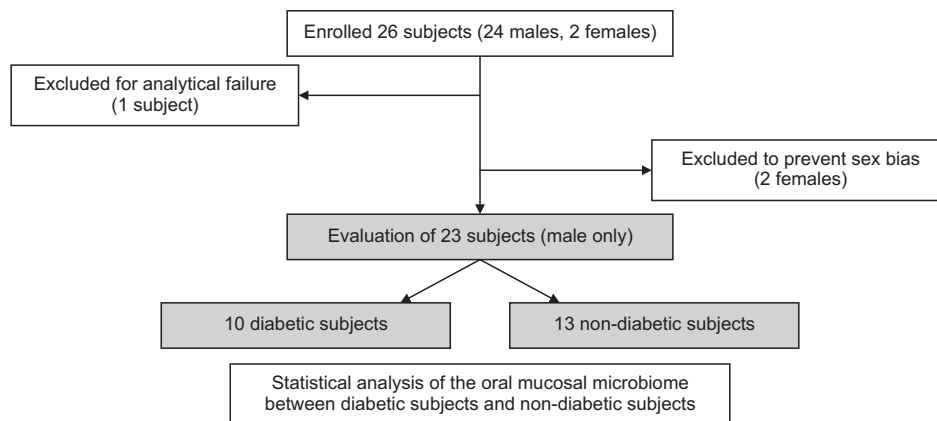 Enrolled 26 subjects (24 males, 2 females)
Excluded for analytical failure
(1 subject)
Excluded to prevent sex bias
(2 females)
Evaluation of 23 subjects (male only)
10 diabetic subjects
13 non-diabetic subjects
Statistical analysis of the oral mucosal microbiome
between diabetic subjects and non-diabetic subjects